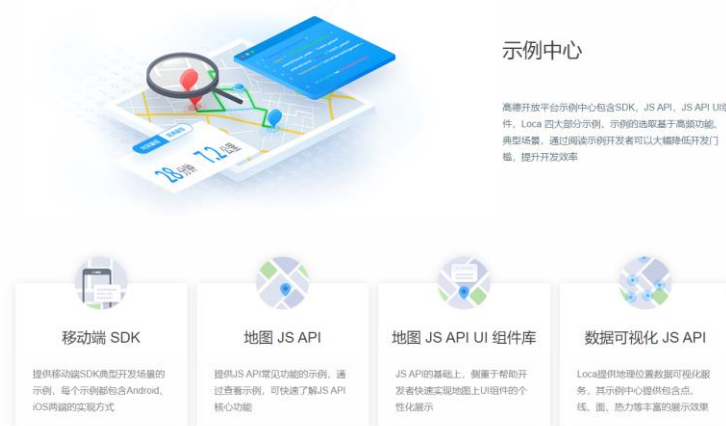 示例中心
高德开放平台示例中心包含SDK、JS API、JS API UI组
件、Loca 四大部分示例，示例的选取基于高频功能、
典型场景，通过阅读示例开发者可以大幅降低开发门
槛，提升开发效率
28分钟 7.2公里
移动端 SDK
提供移动端SDK典型开发场景的
示例，每个示例都包含Android、
iOS两端的实现方式
地图 JS API
提供JS API常见功能的示例，通
过查看示例，可快速了解JS API
核心功能
地图 JS API UI 组件库
JS API的基础上，侧重于帮助开
发者快速实现地图上UI组件的个
性化展示
数据可视化 JS API
Loca提供地理位置数据可视化服
务，其示例中心提供包含点、
线、面、热力等丰富的展示效果